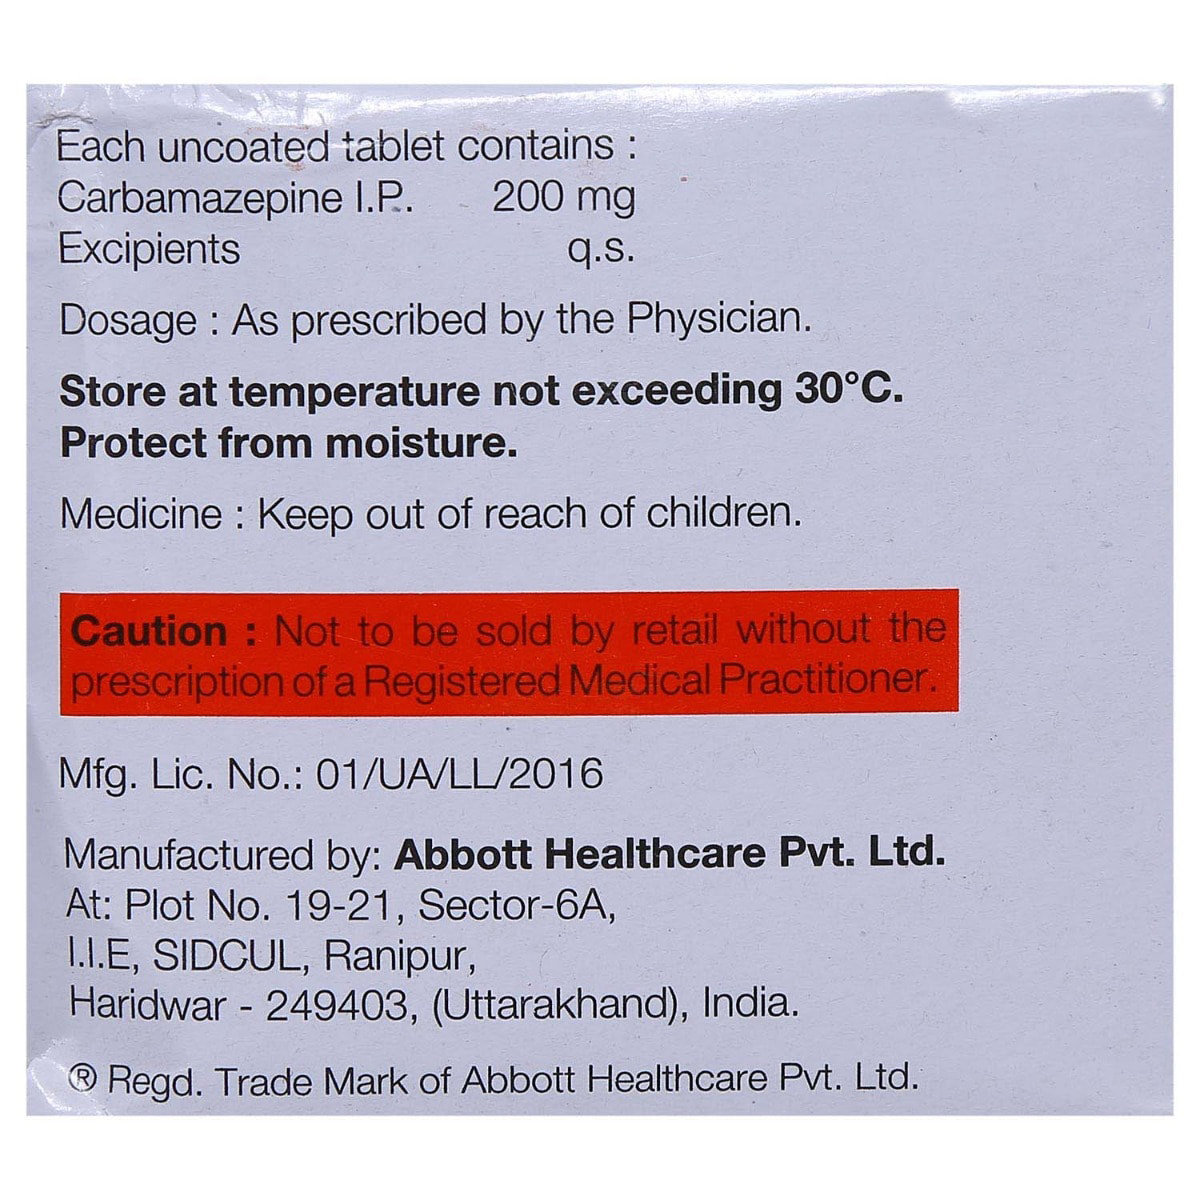 Each uncoated tablet contains :
Carbamazepine I.P. 200 mg
Excipients q.s.
Dosage : As prescribed by the Physician.
Store at temperature not exceeding 30°C.
Protect from moisture.
Medicine : Keep out of reach of children.
Caution : Not to be sold by retail without the
prescription of a Registered Medical Practitioner.
Mfg. Lic. No.: 01/UA/LL/2016
Manufactured by: Abbott Healthcare Pvt. Ltd.
At: Plot No. 19-21, Sector-6A,
I.I.E, SIDCUL, Ranipur,
Haridwar - 249403, (Uttarakhand), India.
® Regd. Trade Mark of Abbott Healthcare Pvt. Ltd.